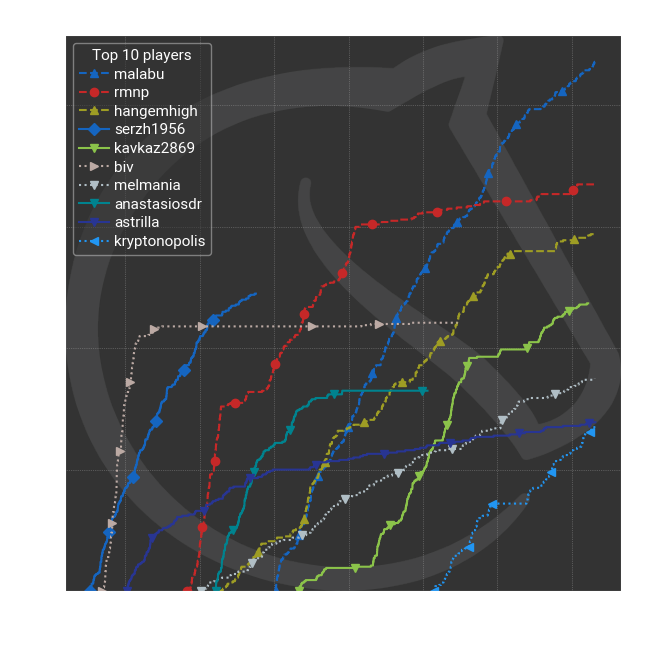 Top 10 players
malabu
rmnp
hangemhigh
serzh1956
kavkaz2869
biv
melmania
anastasiosdr
astrilla
kryptonopolis